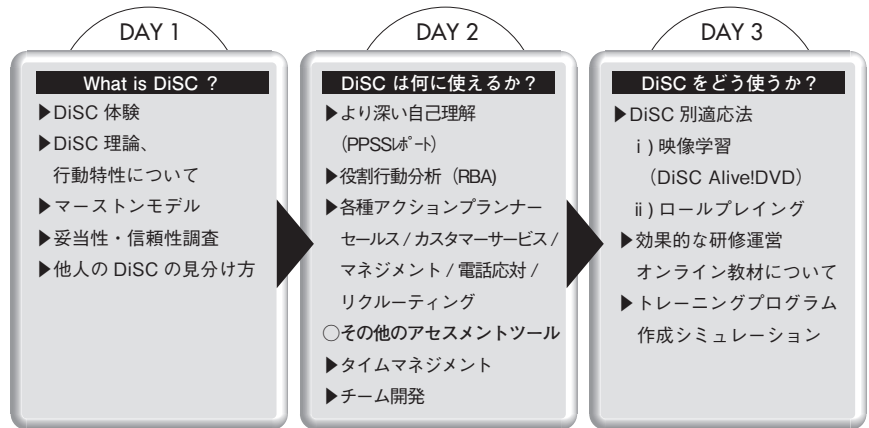 DAY 1
What is DiSC ?
▶DiSC 体験
▶DiSC 理論、
行動特性について
▶マーストンモデル
▶妥当性・信頼性調査
▶他人の DiSC の見分け方
DAY 2
DiSC は何に使えるか？
▶より深い自己理解
（PPSSﾚﾎﾟｰﾄ）
▶役割行動分析（RBA)
▶各種アクションプランナー
セールス / カスタマーサービス /
マネジメント / 電話応対 /
リクルーティング
○その他のアセスメントツール
▶タイムマネジメント
▶チーム開発
DAY 3
DiSC をどう使うか？
▶DiSC 別適応法
ⅰ) 映像学習
（DiSC Alive!DVD）
ⅱ) ロールプレイング
▶効果的な研修運営
オンライン教材について
▶トレーニングプログラム
作成シミュレーション